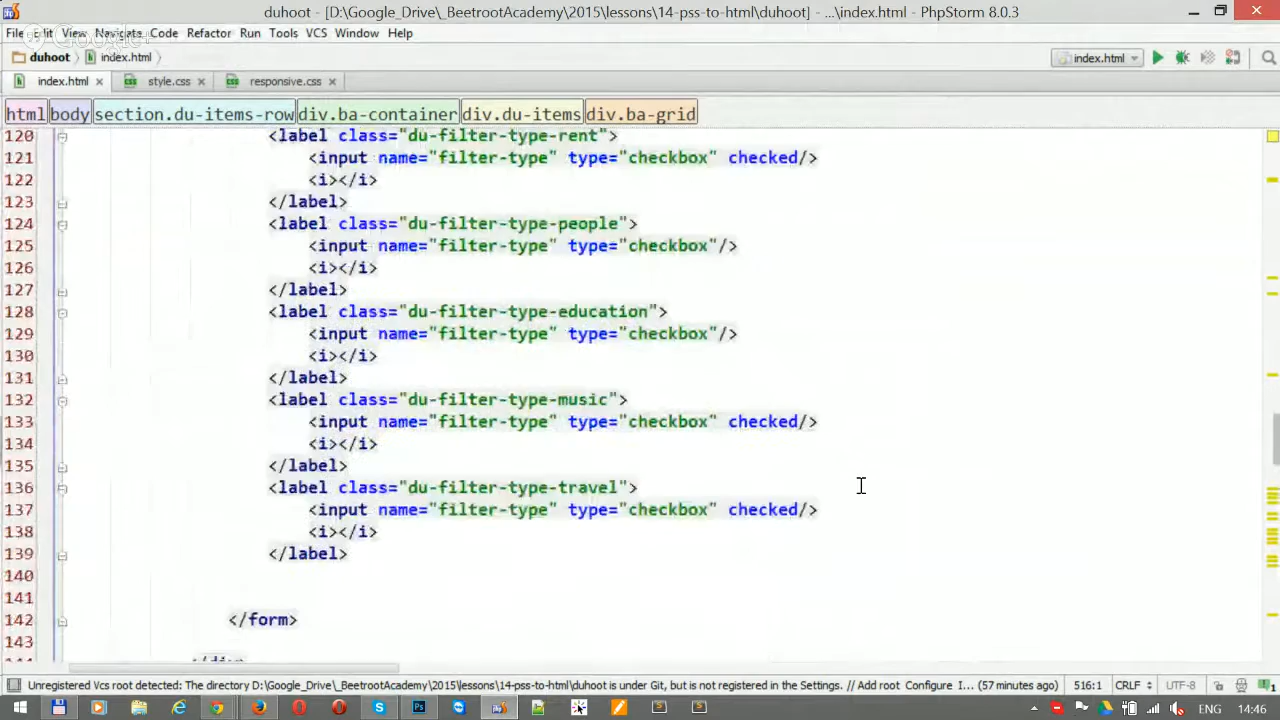 duhoot - [D:\Google_Drive\_BeetrootAcademy\2015\lessons\14-pss-to-html\duhoot] - ...\index.html - PhpStorm 8.0.3
File Edit View Navigate Code Refactor Run Tools VCS Window Help
duhoot index.html index.html
index.html style.css responsive.css
html body section.du-items-row div.ba-container div.du-items div.ba-grid
120 <label class="du-filter-type-rent">
121 <input name="filter-type" type="checkbox" checked/>
122 <i></i>
123 </label>
124 <label class="du-filter-type-people">
125 <input name="filter-type" type="checkbox"/>
126 <i></i>
127 </label>
128 <label class="du-filter-type-education">
129 <input name="filter-type" type="checkbox"/>
130 <i></i>
131 </label>
132 <label class="du-filter-type-music">
133 <input name="filter-type" type="checkbox" checked/>
134 <i></i>
135 </label>
136 <label class="du-filter-type-travel">
137 <input name="filter-type" type="checkbox" checked/>
138 <i></i>
139 </label>
140
141
142 </form>
143
144 </div>
Unregistered Vcs root detected: The directory D:\Google_Drive\_BeetrootAcademy\2015\lessons\14-pss-to-html\duhoot is under Git, but is not registered in the Settings. // Add root Configure I... (57 minutes ago) 516:1 CRLF UTF-8
ENG 14:46